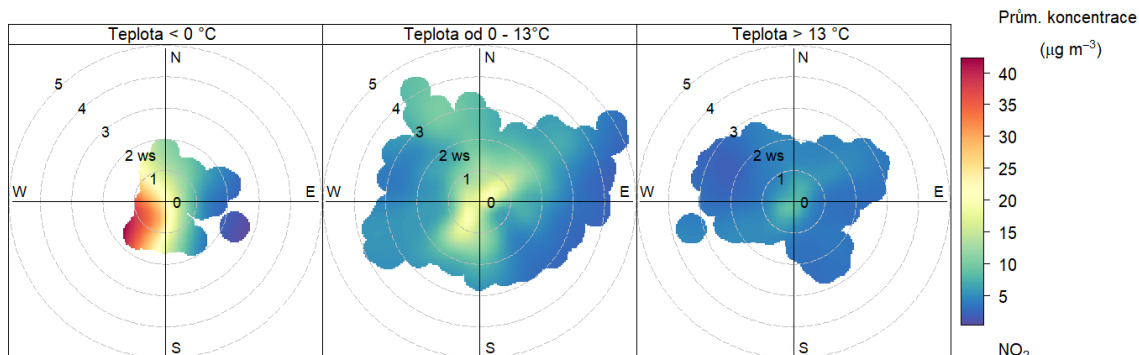 Teplota < 0 °C
N
5
4
3
2 ws
1
0
W
E
S
Teplota od 0 - 13°C
N
5
4
3
2 ws
1
0
W
E
S
Teplota > 13 °C
N
5
4
3
2 ws
1
0
W
E
S
Prům. koncentrace
(µg m⁻³)
40
35
30
25
20
15
10
5
NO₂